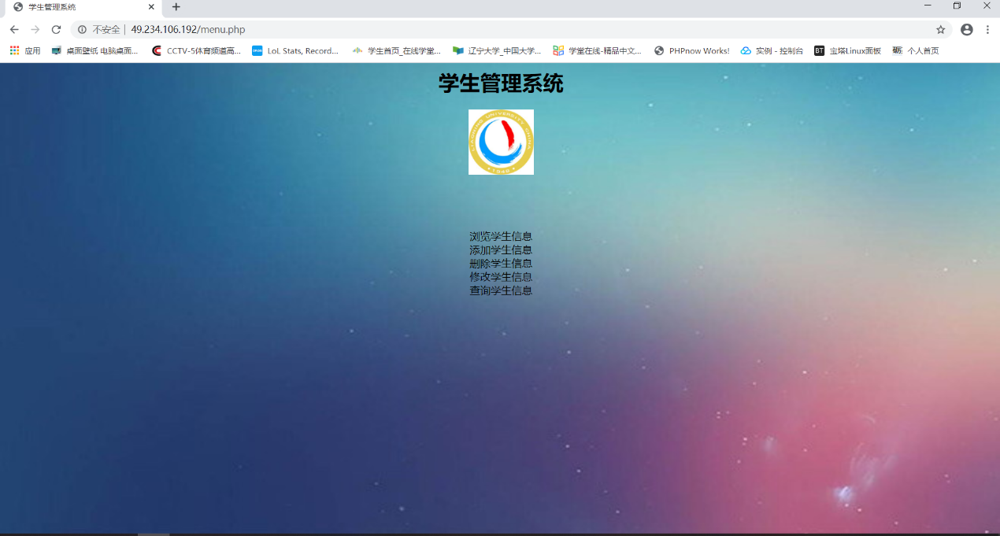 学生管理系统
不安全 | 49.234.106.192/menu.php
应用 桌面壁纸 电脑桌面... CCTV-5体育频道高... LoL Stats, Record... 学生首页_在线学堂... 辽宁大学_中国大学... 学堂在线-精品中文... PHPnow Works! 实例 - 控制台 BT 宝塔Linux面板 个人首页
学生管理系统
浏览学生信息
添加学生信息
删除学生信息
修改学生信息
查询学生信息